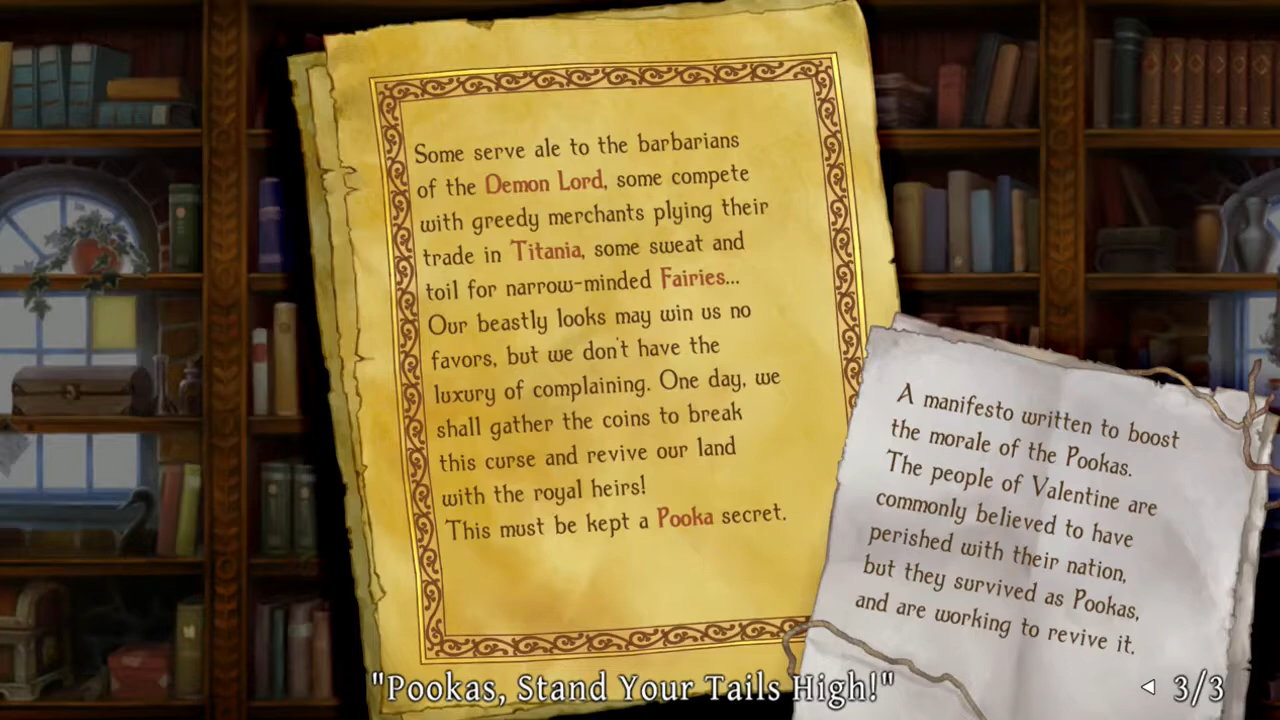 Some serve ale to the barbarians
of the Demon Lord, some compete
with greedy merchants plying their
trade in Titania, some sweat and
toil for narrow-minded Fairies...
Our beastly looks may win us no
favors, but we don't have the
luxury of complaining. One day, we
shall gather the coins to break
this curse and revive our land
with the royal heirs!
This must be kept a Pooka secret.
A manifesto written to boost
the morale of the Pookas.
The people of Valentine are
commonly believed to have
perished with their nation,
but they survived as Pookas,
and are working to revive it.
"Pookas, Stand Your Tails High!"
3/3